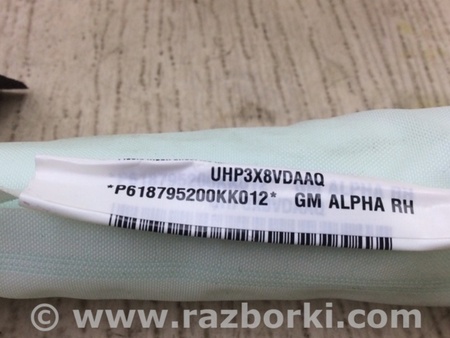 UHP3X8VDAAQ
*P618795200KK012* GM ALPHA RH
© www.razborki.com